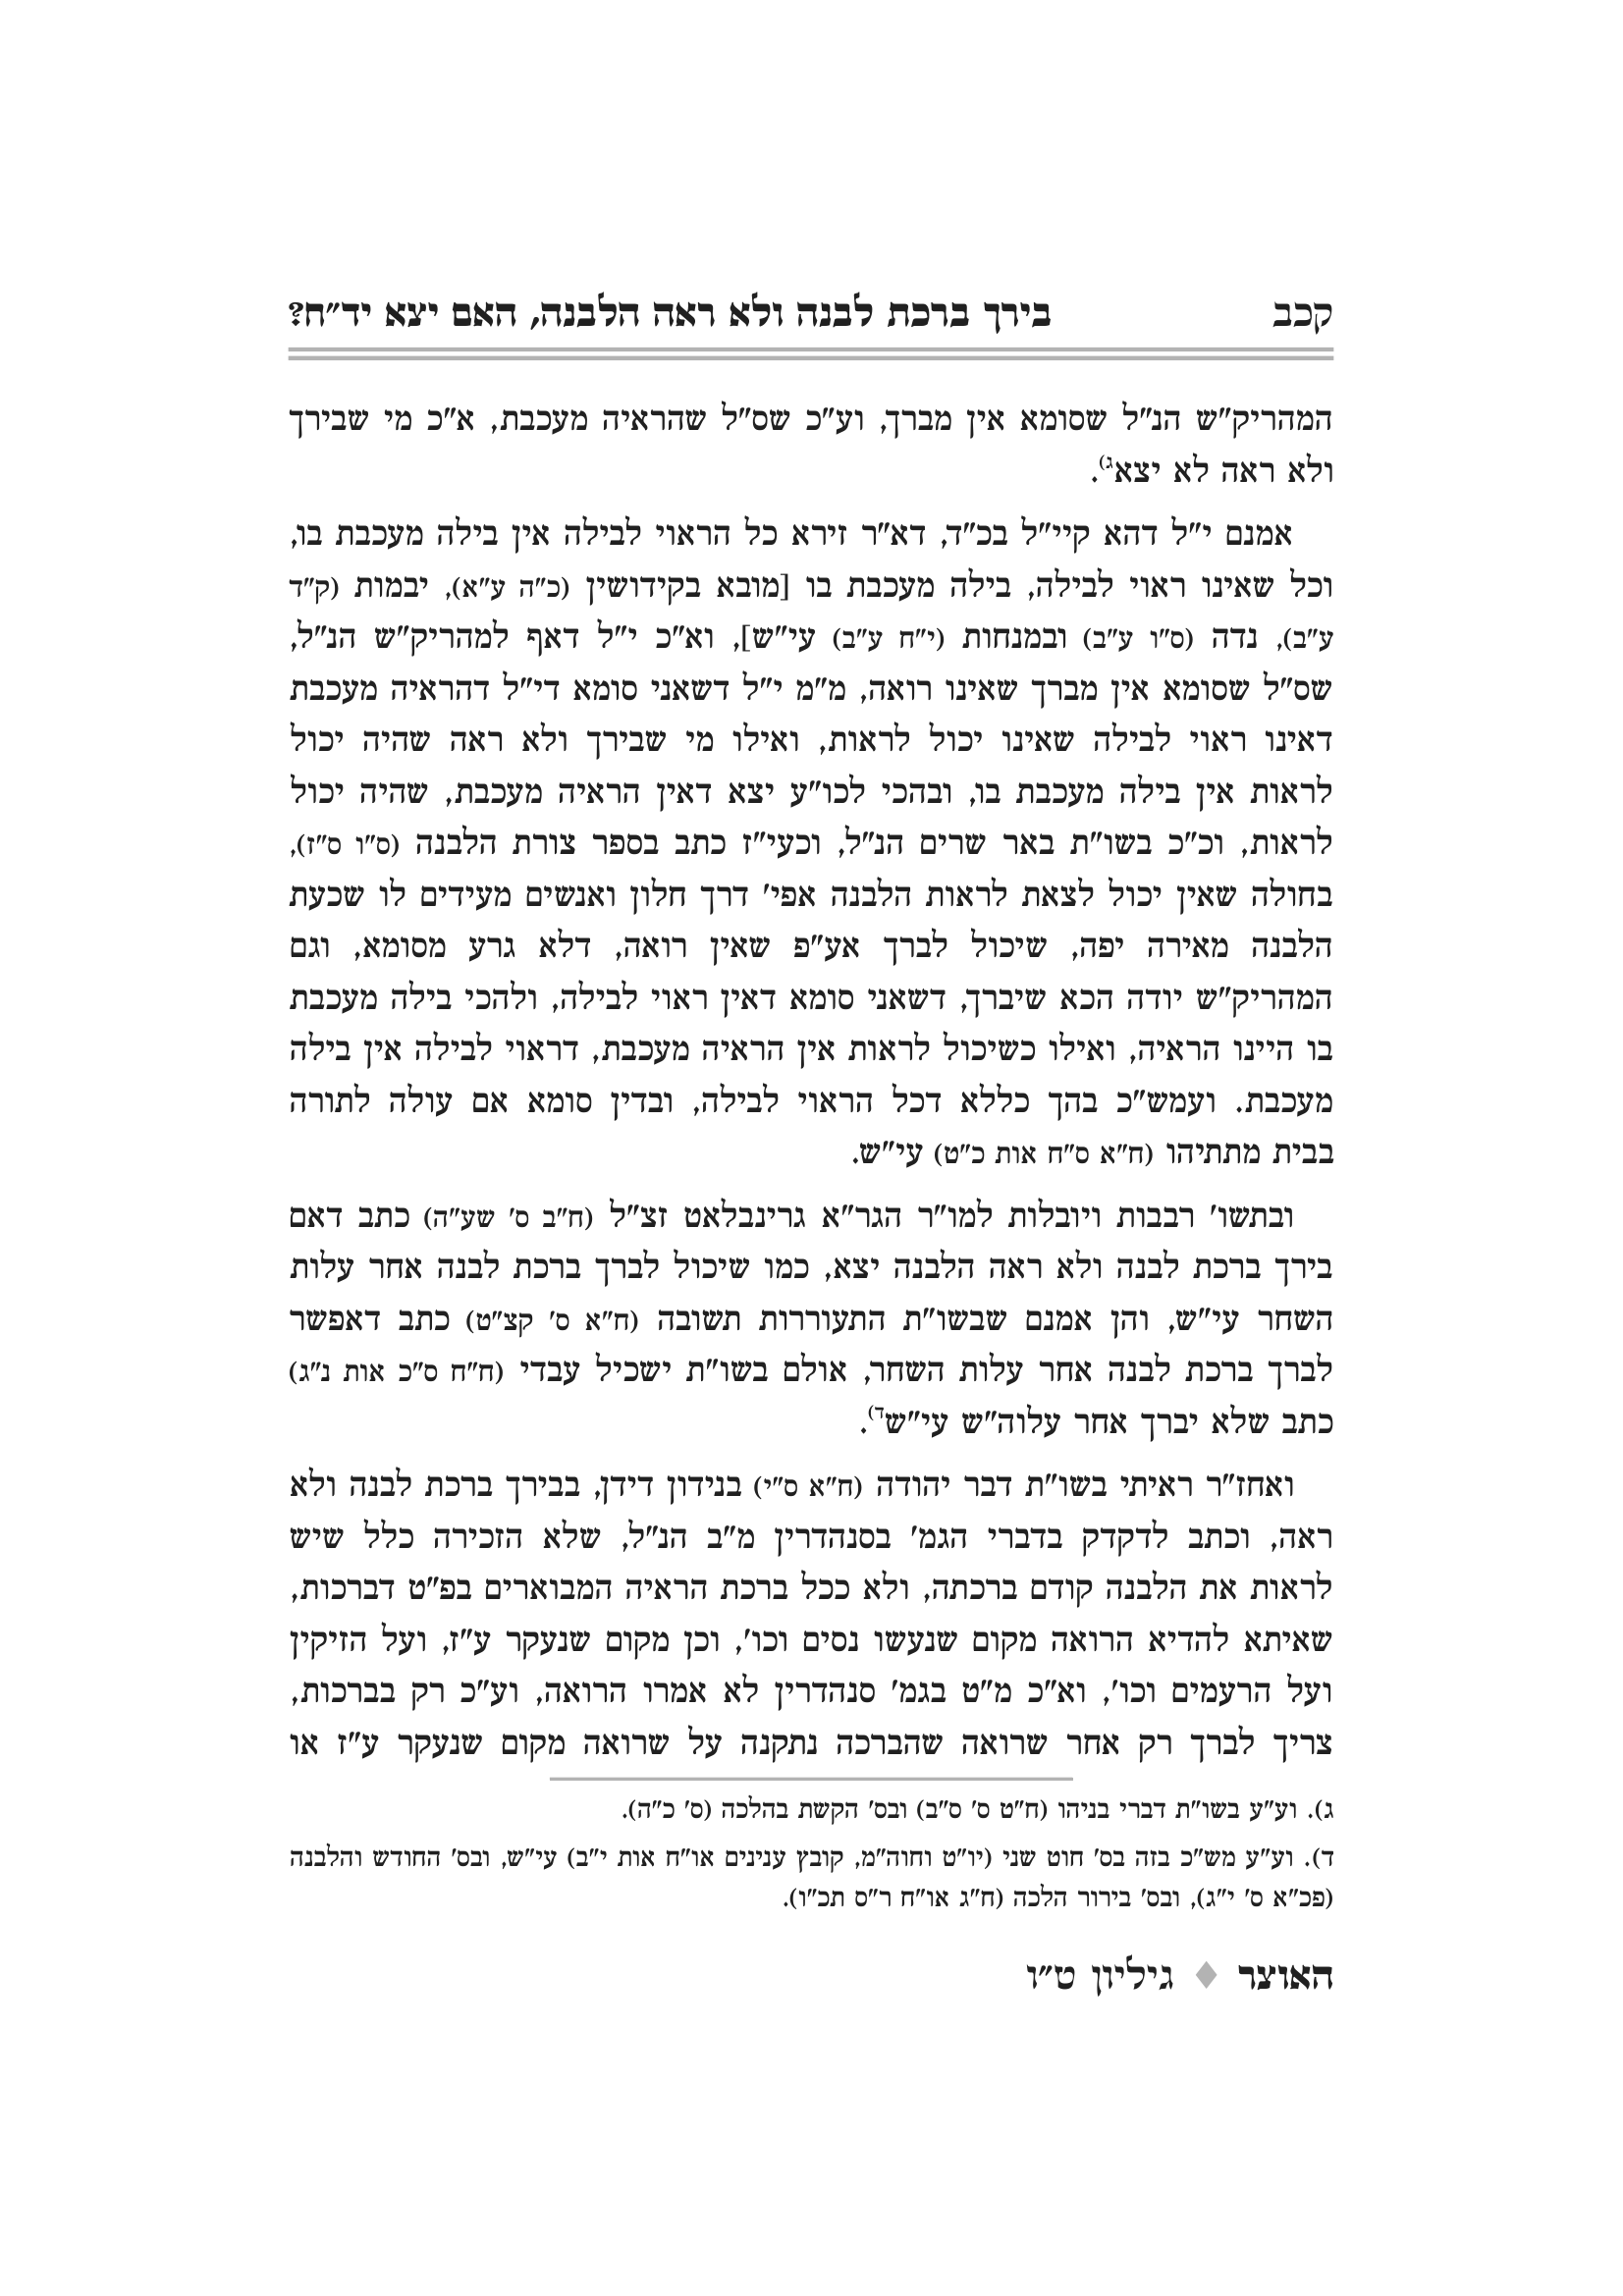 קכב בירך ברכת לבנה ולא ראה הלבנה, האם יצא יד״ח?
המהריק״ש הנ״ל שסומא אין מברך, וע״כ שס״ל שהראיה מעכבת, א״כ מי שבירך
ולא ראה לא יצאג).
אמנם י״ל דהא קיי״ל בכ״ד, דא״ר זירא כל הראוי לבילה אין בילה מעכבת בו,
וכל שאינו ראוי לבילה, בילה מעכבת בו [מובא בקידושין (כ״ה ע״א), יבמות (ק״ד
ע״ב), נדה (ס״ו ע״ב) ובמנחות (י״ח ע״ב) עי״ש], וא״כ י״ל דאף למהריק״ש הנ״ל,
שס״ל שסומא אין מברך שאינו רואה, מ״מ י״ל דשאני סומא די״ל דהראיה מעכבת
דאינו ראוי לבילה שאינו יכול לראות, ואילו מי שבירך ולא ראה שהיה יכול
לראות אין בילה מעכבת בו, ובהכי לכו״ע יצא דאין הראיה מעכבת, שהיה יכול
לראות, וכ״כ בשו״ת באר שרים הנ״ל, וכעי״ז כתב בספר צורת הלבנה (ס״ו ס״ז),
בחולה שאין יכול לצאת לראות הלבנה אפי׳ דרך חלון ואנשים מעידים לו שכעת
הלבנה מאירה יפה, שיכול לברך אע״פ שאין רואה, דלא גרע מסומא, וגם
המהריק״ש יודה הכא שיברך, דשאני סומא דאין ראוי לבילה, ולהכי בילה מעכבת
בו היינו הראיה, ואילו כשיכול לראות אין הראיה מעכבת, דראוי לבילה אין בילה
מעכבת. ועמש״כ בהך כללא דכל הראוי לבילה, ובדין סומא אם עולה לתורה
בבית מתתיהו (ח״א ס״ח אות כ״ט) עי״ש.
ובתשו׳ רבבות ויובלות למו״ר הגר״א גרינבלאט זצ״ל (ח״ב ס׳ שע״ה) כתב דאם
בירך ברכת לבנה ולא ראה הלבנה יצא, כמו שיכול לברך ברכת לבנה אחר עלות
השחר עי״ש, והן אמנם שבשו״ת התעוררות תשובה (ח״א ס׳ קצ״ט) כתב דאפשר
לברך ברכת לבנה אחר עלות השחר, אולם בשו״ת ישכיל עבדי (ח״ח ס״כ אות נ״ג)
כתב שלא יברך אחר עלוה״ש עי״שד).
ואחז״ר ראיתי בשו״ת דבר יהודה (ח״א ס״י) בנידון דידן, בבירך ברכת לבנה ולא
ראה, וכתב לדקדק בדברי הגמ׳ בסנהדרין מ״ב הנ״ל, שלא הזכירה כלל שיש
לראות את הלבנה קודם ברכתה, ולא ככל ברכת הראיה המבוארים בפ״ט דברכות,
שאיתא להדיא הרואה מקום שנעשו נסים וכו׳, וכן מקום שנעקר ע״ז, ועל הזיקין
ועל הרעמים וכו׳, וא״כ מ״ט בגמ׳ סנהדרין לא אמרו הרואה, וע״כ רק בברכות,
צריך לברך רק אחר שרואה שהברכה נתקנה על שרואה מקום שנעקר ע״ז או
ג). וע״ע בשו״ת דברי בניהו (ח״ט ס׳ ס״ב) ובס׳ הקשת בהלכה (ס׳ כ״ה).
ד). וע״ע מש״כ בזה בס׳ חוט שני (יו״ט וחוה״מ, קובץ ענינים או״ח אות י״ב) עי״ש, ובס׳ החודש והלבנה
(פכ״א ס׳ י״ג), ובס׳ בירור הלכה (ח״ג או״ח ר״ס תכ״ו).
האוצר ♦ גיליון ט״ו